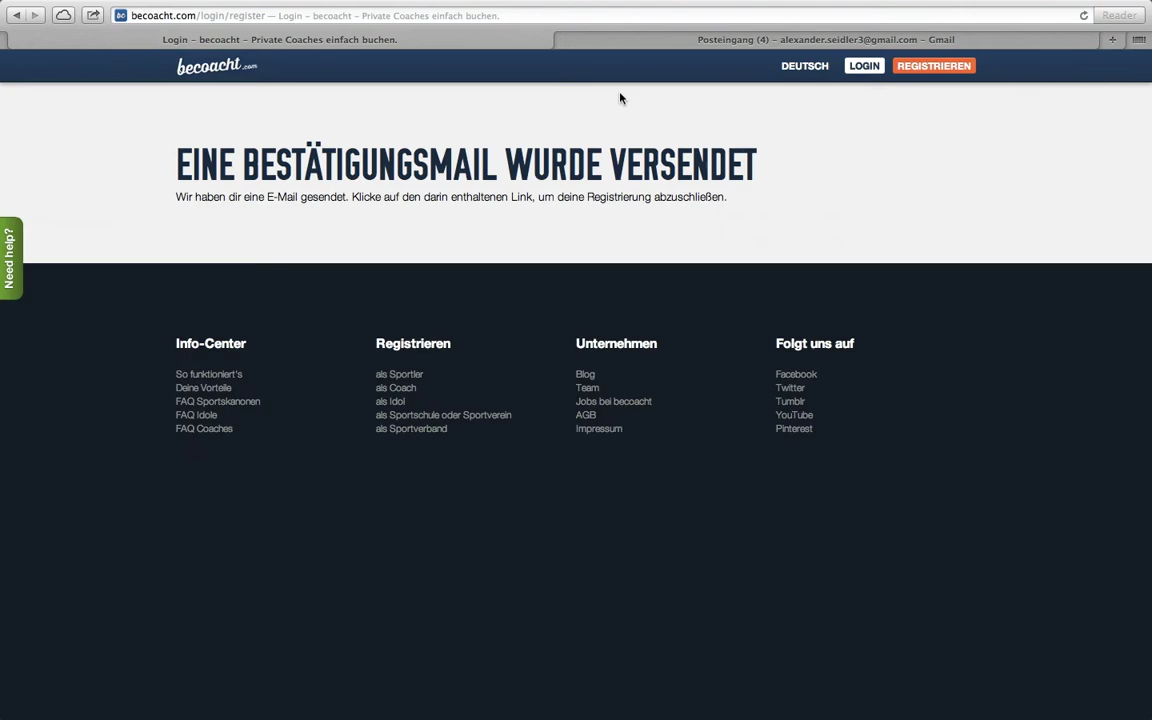 becoacht.com/login/register — Login – becoacht – Private Coaches einfach buchen.
Reader
Login – becoacht – Private Coaches einfach buchen.
Posteingang (4) – alexander.seidler3@gmail.com – Gmail
becoacht.com
DEUTSCH
LOGIN
REGISTRIEREN
EINE BESTÄTIGUNGSMAIL WURDE VERSENDET
Wir haben dir eine E-Mail gesendet. Klicke auf den darin enthaltenen Link, um deine Registrierung abzuschließen.
Need help?
Info-Center
So funktioniert's
Deine Vorteile
FAQ Sportskanonen
FAQ Idole
FAQ Coaches
Registrieren
als Sportler
als Coach
als Idol
als Sportschule oder Sportverein
als Sportverband
Unternehmen
Blog
Team
Jobs bei becoacht
AGB
Impressum
Folgt uns auf
Facebook
Twitter
Tumblr
YouTube
Pinterest